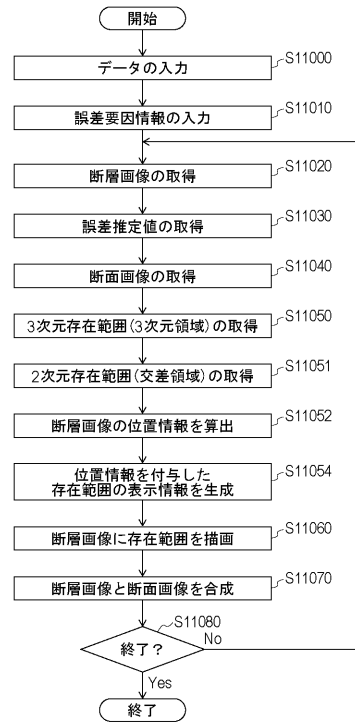 開始
S11000
データの入力
S11010
誤差要因情報の入力
S11020
断層画像の取得
S11030
誤差推定値の取得
S11040
断面画像の取得
S11050
3次元存在範囲(3次元領域)の取得
S11051
2次元存在範囲(交差領域)の取得
S11052
断層画像の位置情報を算出
S11054
位置情報を付与した
存在範囲の表示情報を生成
S11060
断層画像に存在範囲を描画
S11070
断層画像と断面画像を合成
S11080
終了？
No
Yes
終了